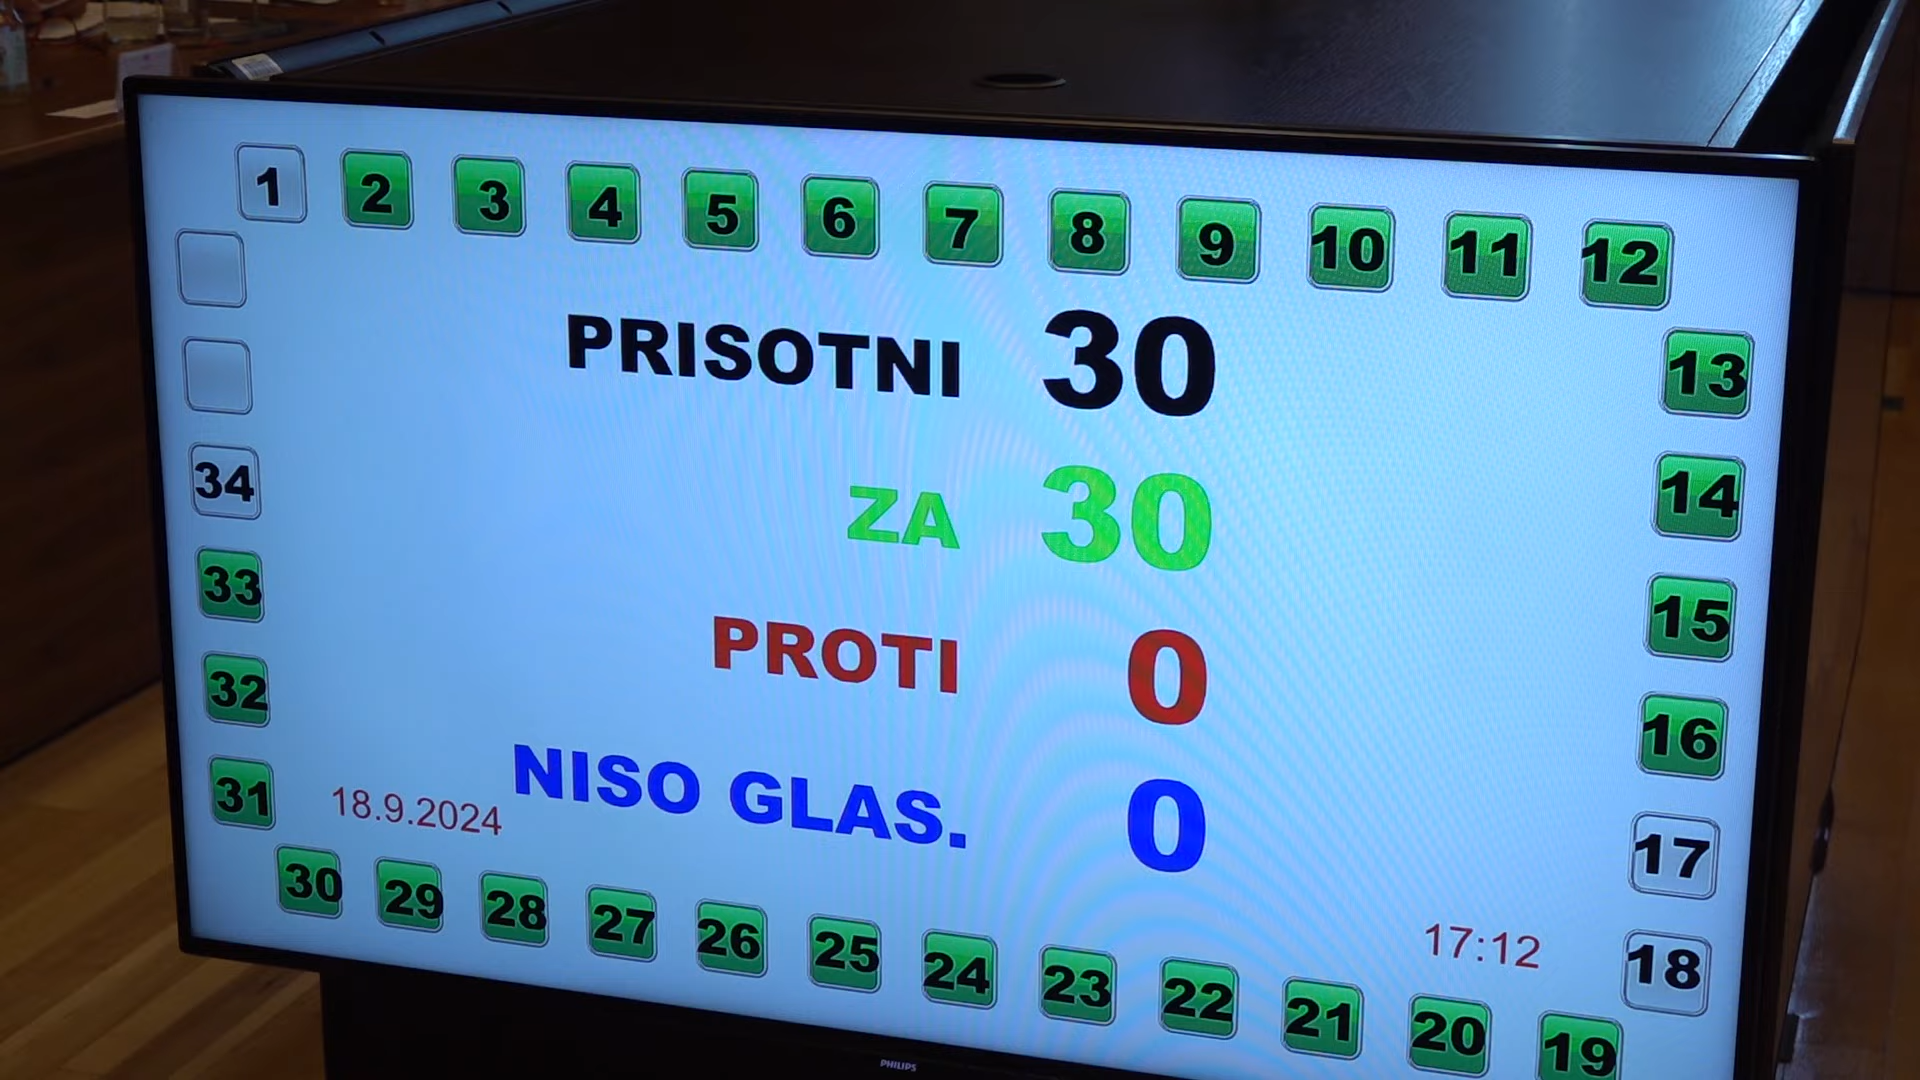 1 2 3 4 5 6 7 8 9 10 11 12
PRISOTNI 30
13
34
ZA 30
14
33
15
PROTI 0
32
16
31
18.9.2024
NISO GLAS. 0
17
17:12
18
30 29 28 27 26 25 24 23 22 21 20 19
PHILIPS